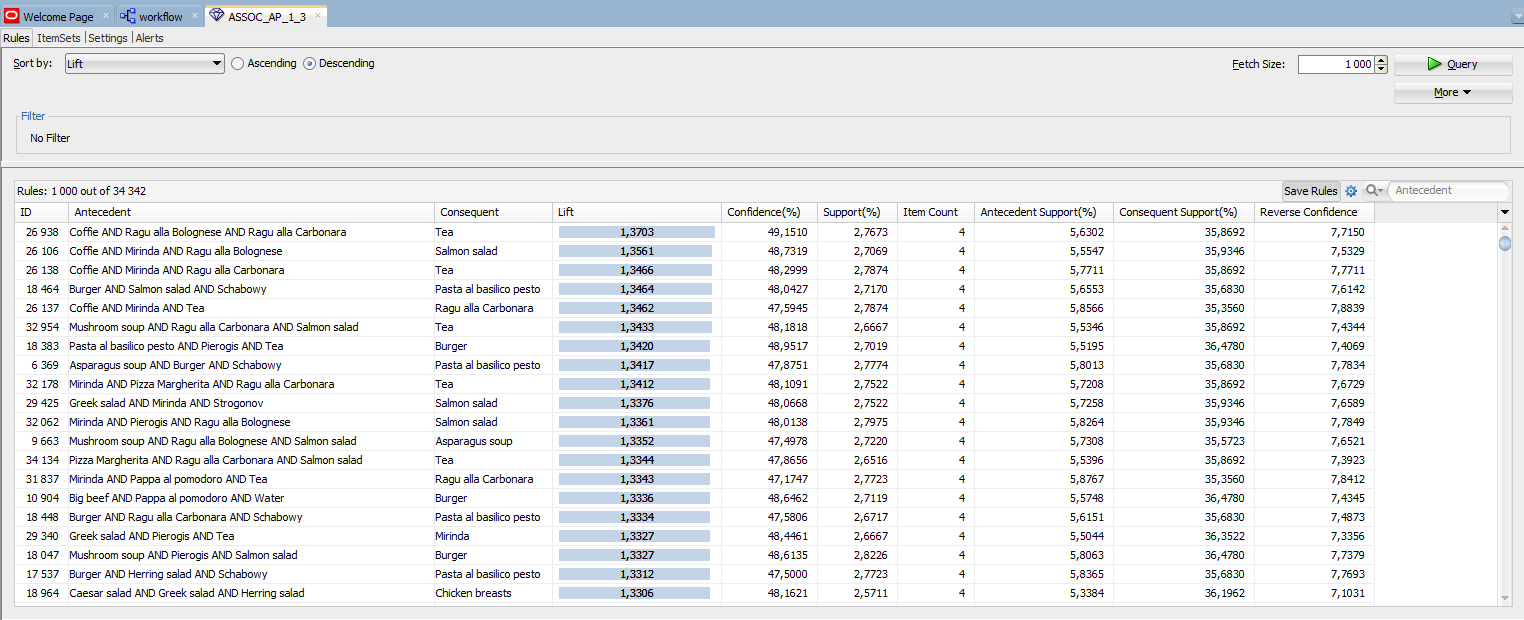 Welcome Page workflow ASSOC_AP_1_3
Rules ItemSets Settings Alerts
Sort by: Lift Ascending Descending Fetch Size: 1 000 Query
More
Filter
No Filter
Rules: 1 000 out of 34 342 Save Rules Antecedent
ID Antecedent Consequent Lift Confidence(%) Support(%) Item Count Antecedent Support(%) Consequent Support(%) Reverse Confidence
26 938 Coffie AND Ragu alla Bolognese AND Ragu alla Carbonara Tea 1,3703 49,1510 2,7673 4 5,6302 35,8692 7,7150
26 106 Coffie AND Mirinda AND Ragu alla Bolognese Salmon salad 1,3561 48,7319 2,7069 4 5,5547 35,9346 7,5329
26 138 Coffie AND Mirinda AND Ragu alla Carbonara Tea 1,3466 48,2999 2,7874 4 5,7711 35,8692 7,7711
18 464 Burger AND Salmon salad AND Schabowy Pasta al basilico pesto 1,3464 48,0427 2,7170 4 5,6553 35,6830 7,6142
26 137 Coffie AND Mirinda AND Tea Ragu alla Carbonara 1,3462 47,5945 2,7874 4 5,8566 35,3560 7,8839
32 954 Mushroom soup AND Ragu alla Carbonara AND Salmon salad Tea 1,3433 48,1818 2,6667 4 5,5346 35,8692 7,4344
18 383 Pasta al basilico pesto AND Pierogis AND Tea Burger 1,3420 48,9517 2,7019 4 5,5195 36,4780 7,4069
6 369 Asparagus soup AND Burger AND Schabowy Pasta al basilico pesto 1,3417 47,8751 2,7774 4 5,8013 35,6830 7,7834
32 178 Mirinda AND Pizza Margherita AND Ragu alla Carbonara Tea 1,3412 48,1091 2,7522 4 5,7208 35,8692 7,6729
29 425 Greek salad AND Mirinda AND Strogonov Salmon salad 1,3376 48,0668 2,7522 4 5,7258 35,9346 7,6589
32 062 Mirinda AND Pierogis AND Ragu alla Bolognese Salmon salad 1,3361 48,0138 2,7975 4 5,8264 35,9346 7,7849
9 663 Mushroom soup AND Ragu alla Bolognese AND Salmon salad Asparagus soup 1,3352 47,4978 2,7220 4 5,7308 35,5723 7,6521
34 134 Pizza Margherita AND Ragu alla Carbonara AND Salmon salad Tea 1,3344 47,8656 2,6516 4 5,5396 35,8692 7,3923
31 837 Mirinda AND Pappa al pomodoro AND Tea Ragu alla Carbonara 1,3343 47,1747 2,7723 4 5,8767 35,3560 7,8412
10 904 Big beef AND Pappa al pomodoro AND Water Burger 1,3336 48,6462 2,7119 4 5,5748 36,4780 7,4345
18 448 Burger AND Ragu alla Carbonara AND Schabowy Pasta al basilico pesto 1,3334 47,5806 2,6717 4 5,6151 35,6830 7,4873
29 340 Greek salad AND Pierogis AND Tea Mirinda 1,3327 48,4461 2,6667 4 5,5044 36,3522 7,3356
18 047 Mushroom soup AND Pierogis AND Salmon salad Burger 1,3327 48,6135 2,8226 4 5,8063 36,4780 7,7379
17 537 Burger AND Herring salad AND Schabowy Pasta al basilico pesto 1,3312 47,5000 2,7723 4 5,8365 35,6830 7,7693
18 964 Caesar salad AND Greek salad AND Herring salad Chicken breasts 1,3306 48,1621 2,5711 4 5,3384 36,1962 7,1031